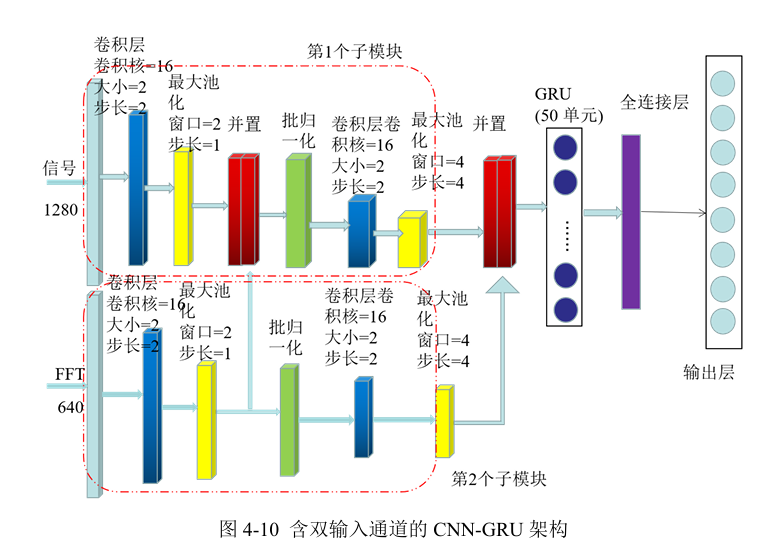 卷积层
卷积核=16
大小=2
步长=2
第1个子模块
最大池
化
窗口=2
步长=1
并置
批归
一化
卷积层卷
积核=16
大小=2
步长=2
最大池
化
窗口=4
步长=4
并置
GRU
(50 单元)
全连接层
信号
1280
······
卷积层
卷积核=16
大小=2
步长=2
最大池
化
窗口=2
步长=1
批归
一化
卷积层卷
积核=16
大小=2
步长=2
最大池
化
窗口=4
步长=4
FFT
640
输出层
第2个子模块
图 4-10 含双输入通道的 CNN-GRU 架构